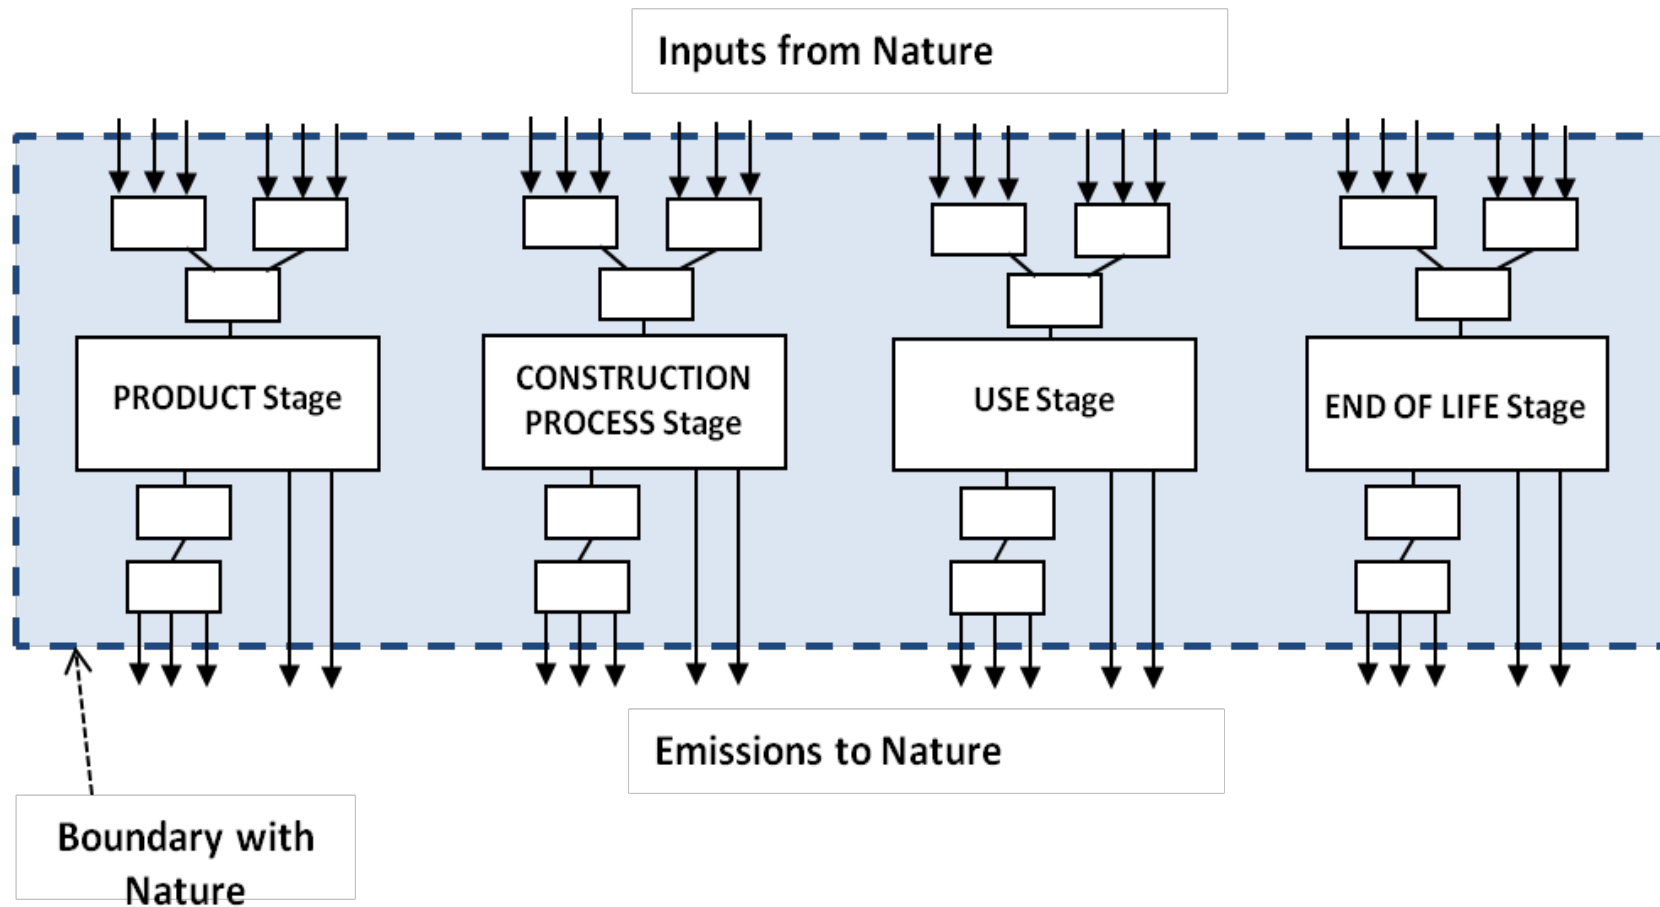 Inputs from Nature
PRODUCT Stage
CONSTRUCTION
PROCESS Stage
USE Stage
END OF LIFE Stage
Emissions to Nature
Boundary with
Nature